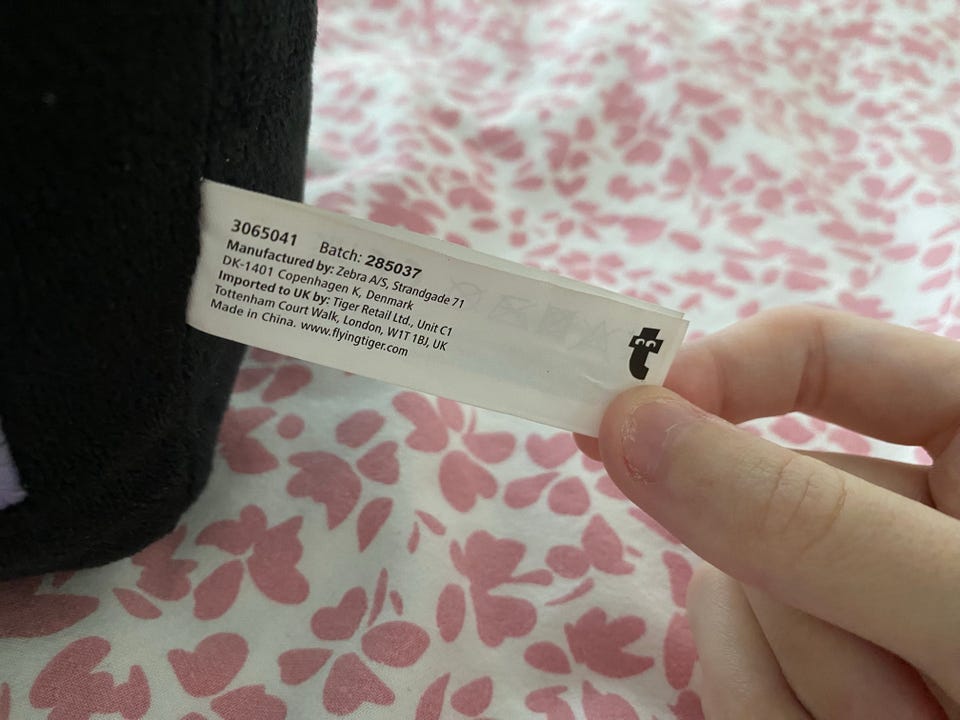 3065041 Batch: 285037
Manufactured by: Zebra A/S, Strandgade 71
DK-1401 Copenhagen K, Denmark
Imported to UK by: Tiger Retail Ltd., Unit C1
Tottenham Court Walk, London, W1T 1BJ, UK
Made in China. www.flyingtiger.com
t